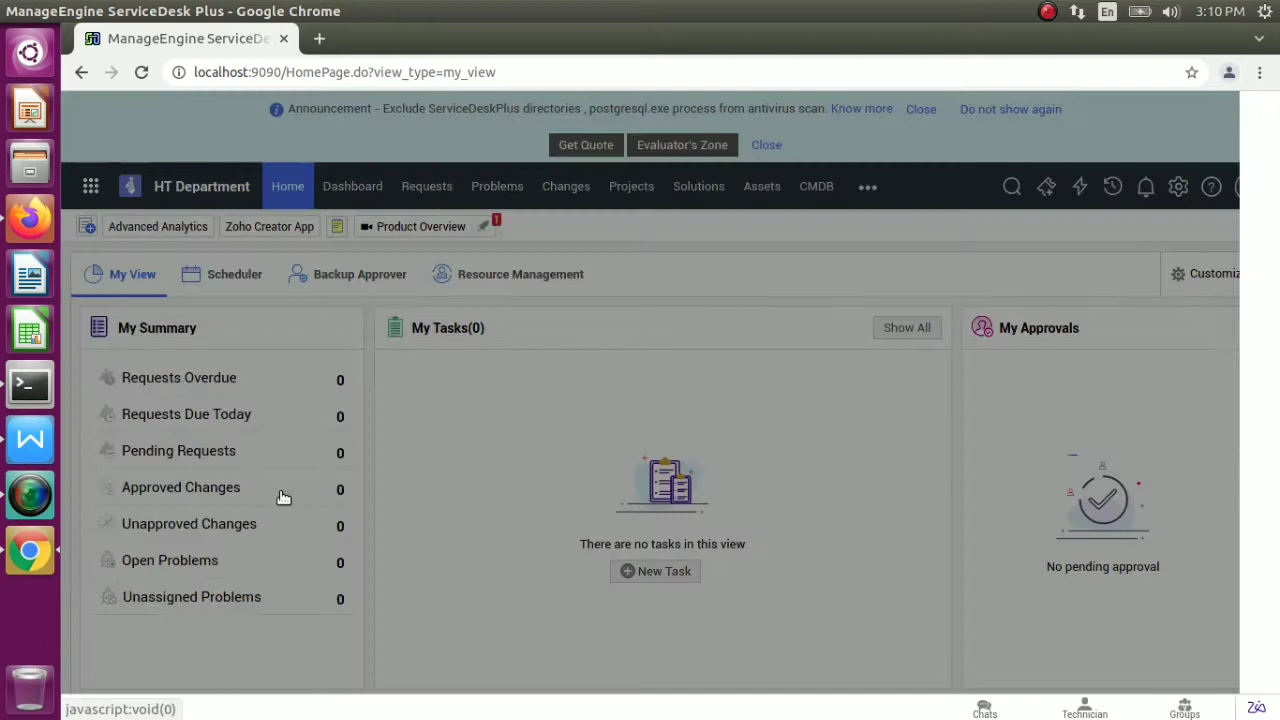 ManageEngine ServiceDesk Plus - Google Chrome
En
3:10 PM
ManageEngine ServiceDe
localhost:9090/HomePage.do?view_type=my_view
Announcement - Exclude ServiceDeskPlus directories , postgresql.exe process from antivirus scan. Know more Close Do not show again
Get Quote Evaluator's Zone Close
HT Department Home Dashboard Requests Problems Changes Projects Solutions Assets CMDB
Advanced Analytics Zoho Creator App Product Overview 1
My View Scheduler Backup Approver Resource Management Customiz
My Summary
Requests Overdue 0
Requests Due Today 0
Pending Requests 0
Approved Changes 0
Unapproved Changes 0
Open Problems 0
Unassigned Problems 0
My Tasks(0) Show All
There are no tasks in this view
New Task
My Approvals
No pending approval
javascript:void(0)
Chats Technician Groups